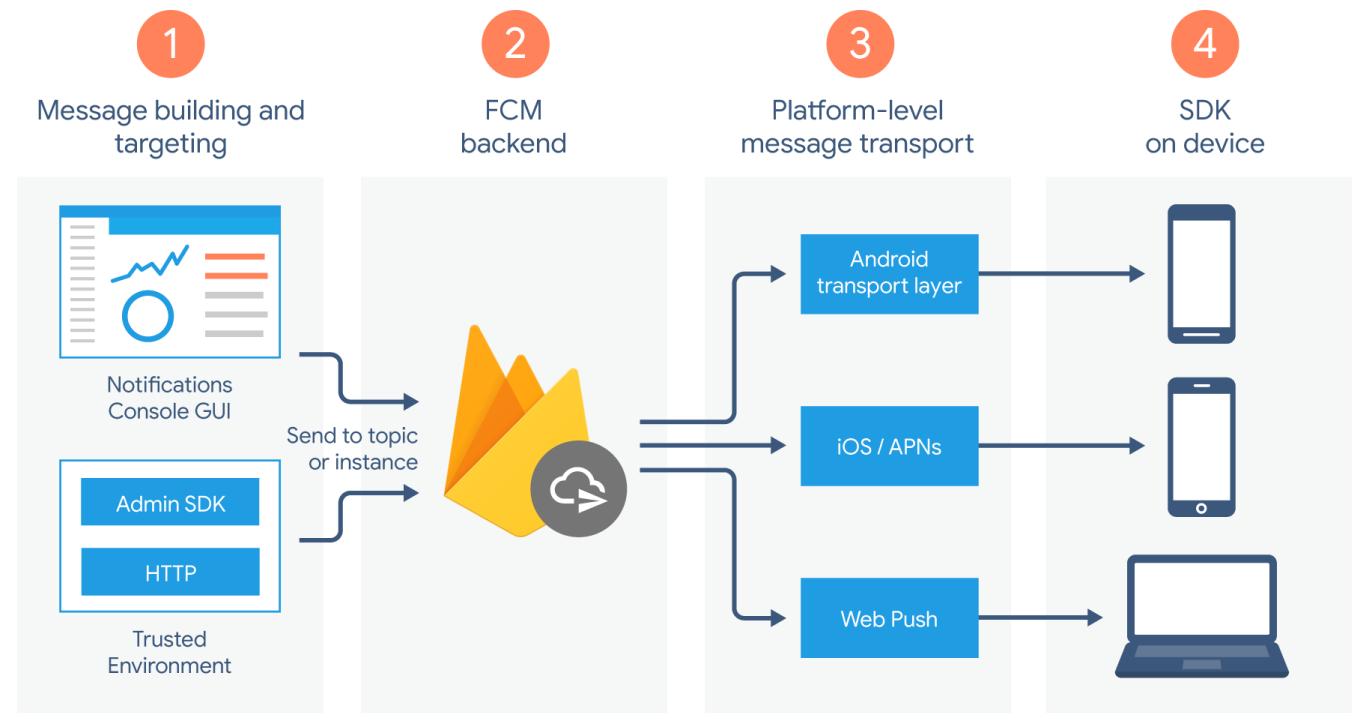 1
Message building and
targeting
2
FCM
backend
3
Platform-level
message transport
4
SDK
on device
Notifications
Console GUI
Admin SDK
HTTP
Trusted
Environment
Send to topic
or instance
Android
transport layer
iOS / APNs
Web Push